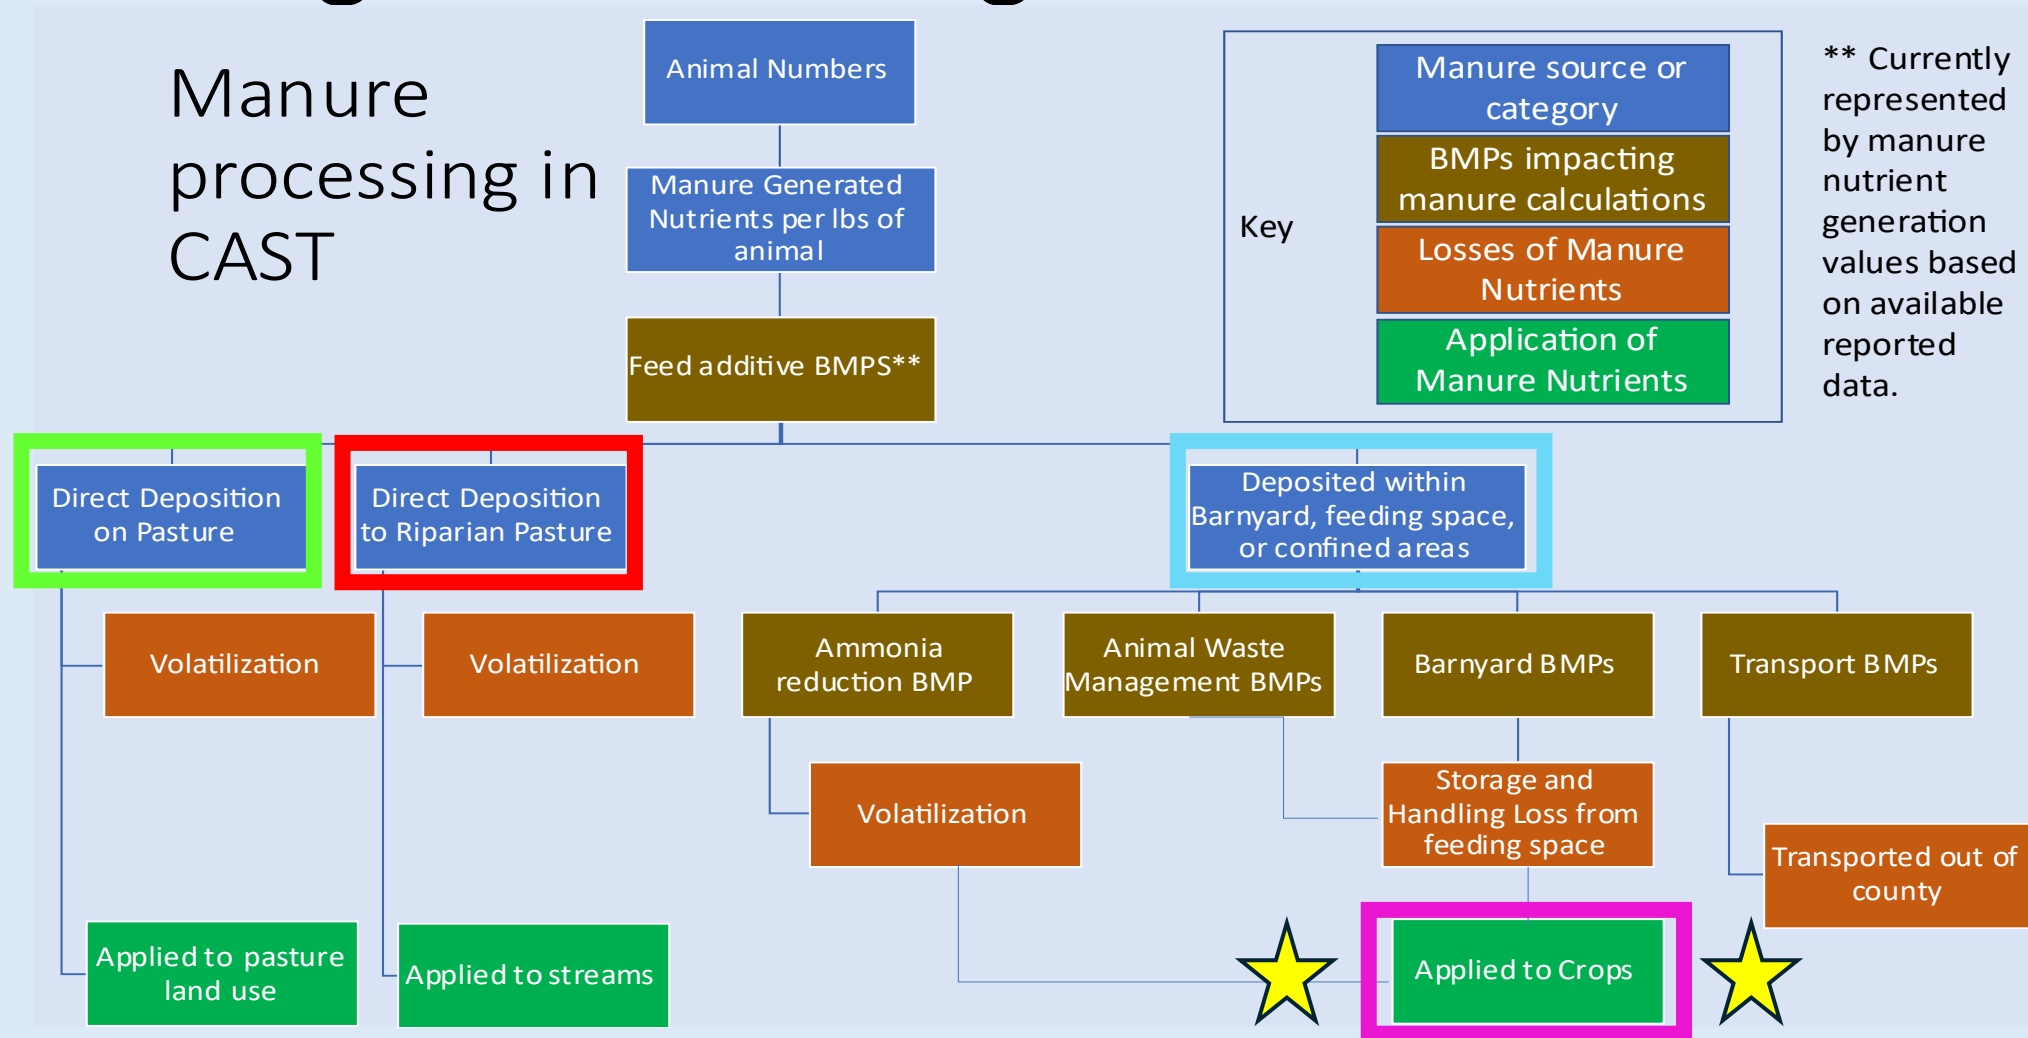 Manure
processing in
CAST
Animal Numbers
Manure Generated
Nutrients per lbs of
animal
Feed additive BMPS**
Key
Manure source or
category
BMPs impacting
manure calculations
Losses of Manure
Nutrients
Application of
Manure Nutrients
** Currently
represented
by manure
nutrient
generation
values based
on available
reported
data.
Direct Deposition
on Pasture
Direct Deposition
to Riparian Pasture
Deposited within
Barnyard, feeding space,
or confined areas
Volatilization
Volatilization
Ammonia
reduction BMP
Animal Waste
Management BMPs
Barnyard BMPs
Transport BMPs
Volatilization
Storage and
Handling Loss from
feeding space
Transported out of
county
Applied to pasture
land use
Applied to streams
Applied to Crops